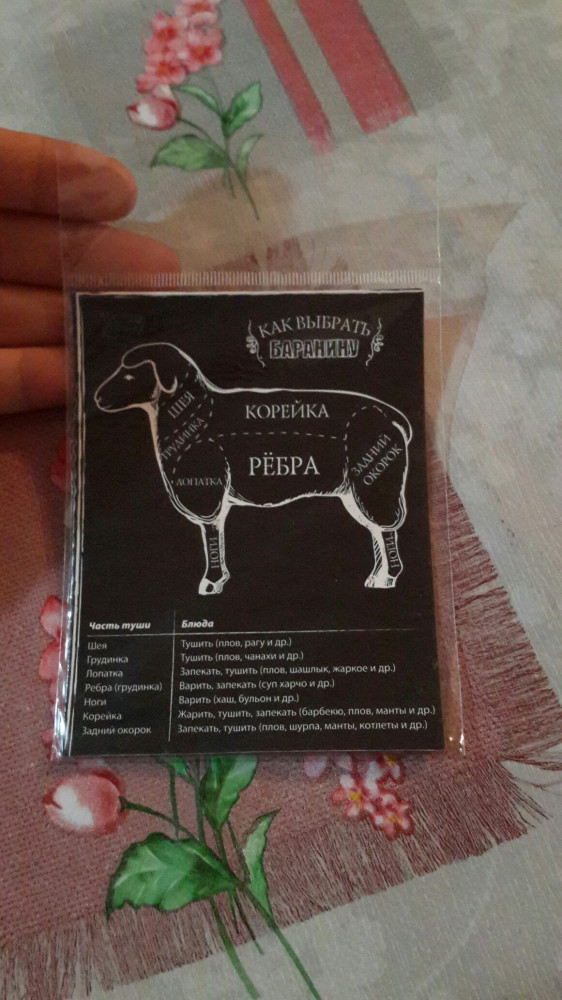 КАК ВЫБРАТЬ
БАРАНИНУ
ШЕЯ
ГРУДИНКА
КОРЕЙКА
ЗАДНИЙ
ОКОРОК
РЁБРА
ЛОПАТКА
НОГИ
НОГИ
Часть туши Блюда
Шея Тушить (плов, рагу и др.)
Грудинка Тушить (плов, чанахи и др.)
Лопатка Запекать, тушить (плов, шашлык, жаркое и др.)
Ребра (грудинка) Варить, запекать (суп харчо и др.)
Ноги Варить (хаш, бульон и др.)
Корейка Жарить, тушить, запекать (барбекю, плов, манты и др.)
Задний окорок Запекать, тушить (плов, шурпа, манты, котлеты и др.)